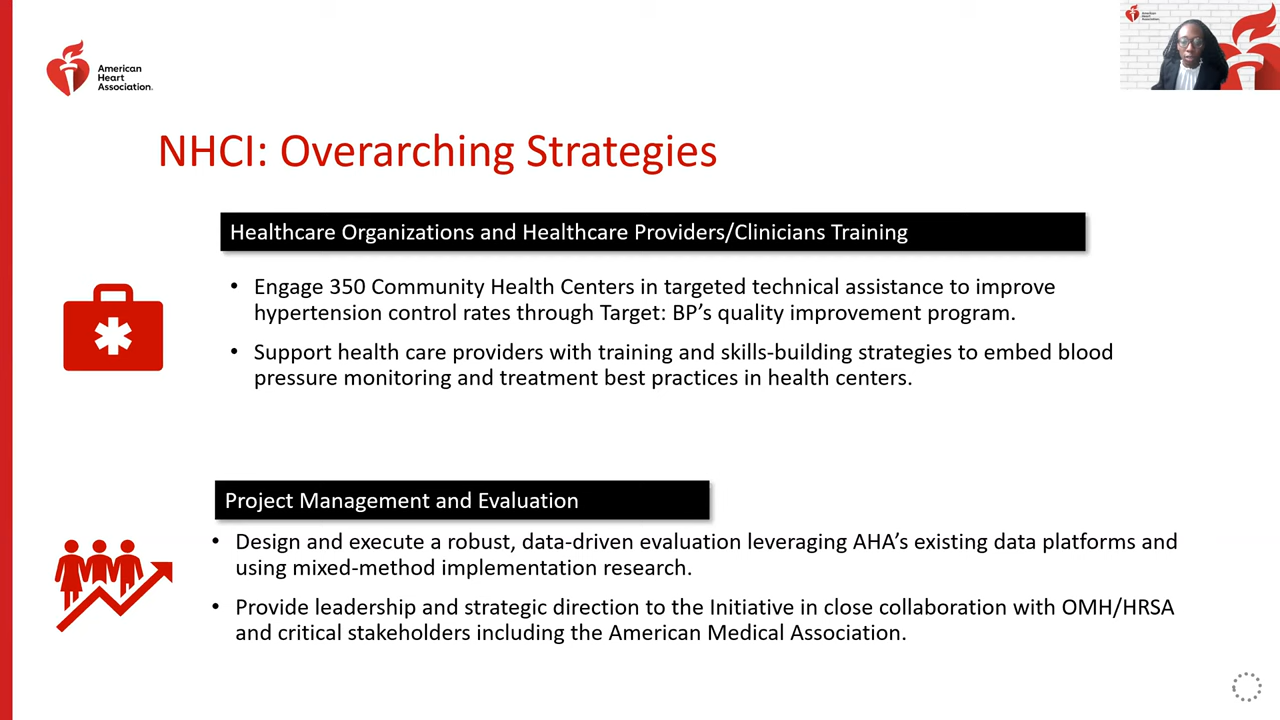 American
Heart
Association.
NHCI: Overarching Strategies
Healthcare Organizations and Healthcare Providers/Clinicians Training
• Engage 350 Community Health Centers in targeted technical assistance to improve
hypertension control rates through Target: BP’s quality improvement program.
• Support health care providers with training and skills-building strategies to embed blood
pressure monitoring and treatment best practices in health centers.
Project Management and Evaluation
• Design and execute a robust, data-driven evaluation leveraging AHA’s existing data platforms and
using mixed-method implementation research.
• Provide leadership and strategic direction to the Initiative in close collaboration with OMH/HRSA
and critical stakeholders including the American Medical Association.